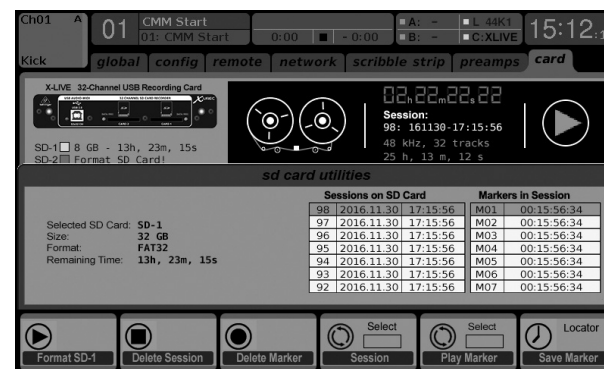 Ch01 A
Kick
01
CMM Start
01: CMM Start
0:00 - 0:00
A: -
B: -
L 44K1
C:XLIVE
15:12
global config remote network scribble strip preamps card
X-LIVE 32-Channel USB Recording Card
SD-1 8 GB - 13h, 23m, 15s
SD-2 Format SD Card!
02h22m22s22
Session:
98: 161130-17:15:56
48 kHz, 32 tracks
25 h, 13 m, 12 s
sd card utilities
Selected SD Card: SD-1
Size: 32 GB
Format: FAT32
Remaining Time: 13h, 23m, 15s
Sessions on SD Card
98 2016.11.30 17:15:56
97 2016.11.30 17:15:56
96 2016.11.30 17:15:56
95 2016.11.30 17:15:56
94 2016.11.30 17:15:56
93 2016.11.30 17:15:56
92 2016.11.30 17:15:56
Markers in Session
M01 00:15:56:34
M02 00:15:56:34
M03 00:15:56:34
M04 00:15:56:34
M05 00:15:56:34
M06 00:15:56:34
M07 00:15:56:34
Format SD-1
Delete Session
Delete Marker
Select
Session
Select
Play Marker
Locator
Save Marker